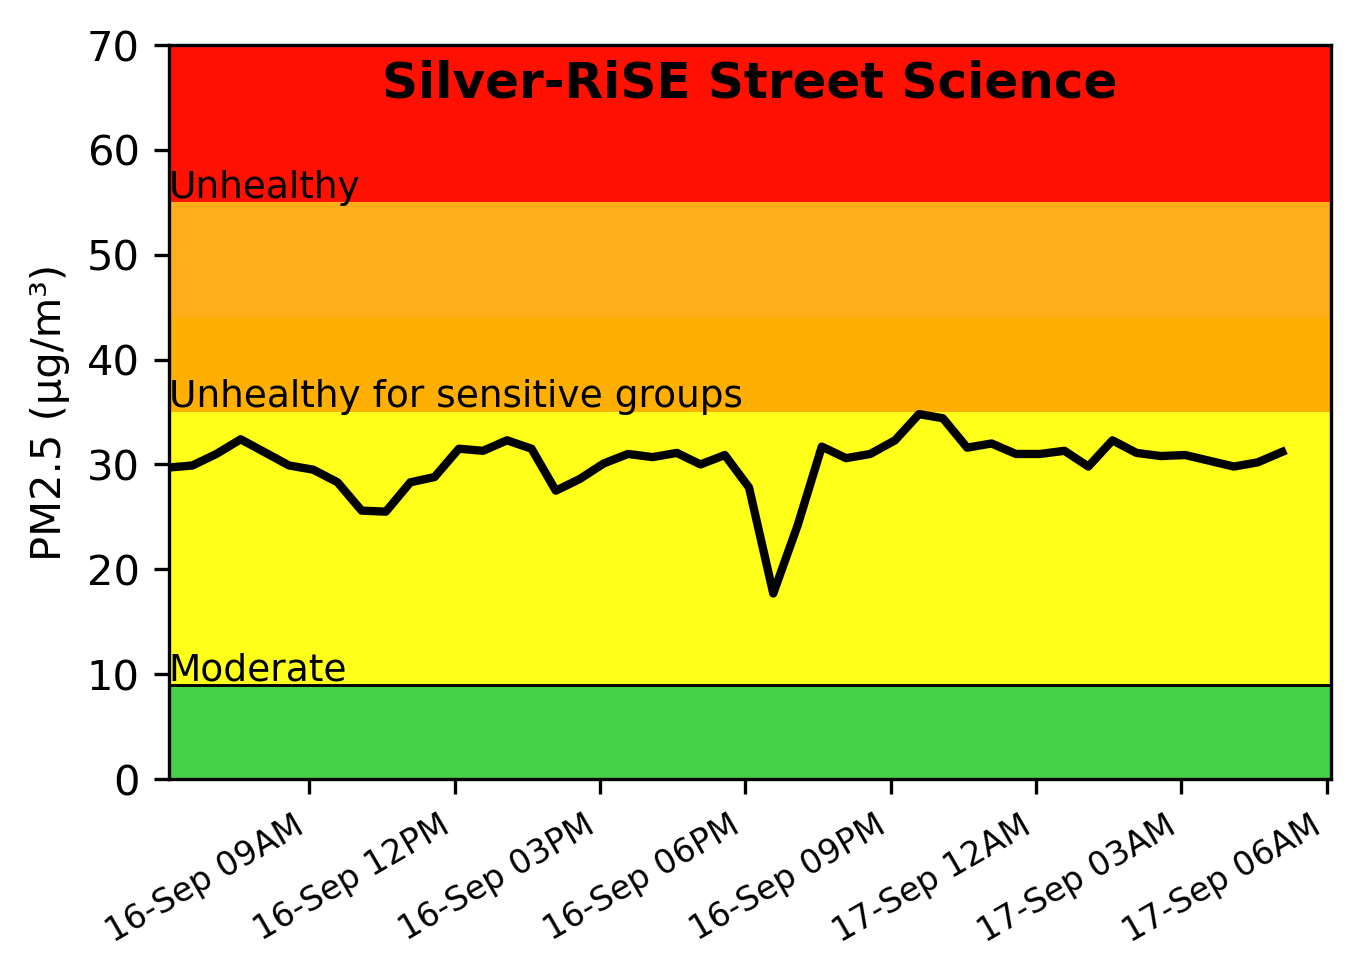 Silver-RiSE Street Science
70
60
50
40
30
20
10
0
PM2.5 (µg/m³)
Unhealthy
Unhealthy for sensitive groups
Moderate
16-Sep 09AM
16-Sep 12PM
16-Sep 03PM
16-Sep 06PM
16-Sep 09PM
17-Sep 12AM
17-Sep 03AM
17-Sep 06AM